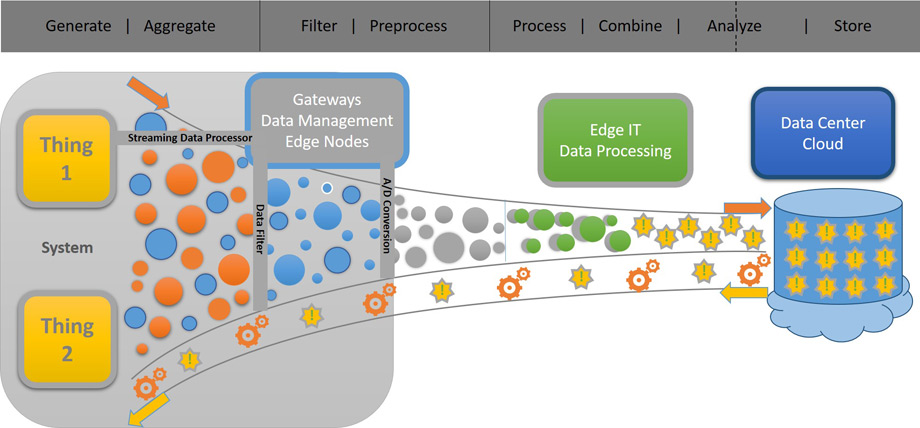 Generate | Aggregate | Filter | Preprocess | Process | Combine | Analyze | Store
Gateways
Data Management
Edge Nodes
Edge IT
Data Processing
Data Center
Cloud
Thing
1
Streaming Data Processor
Data Filter
A/D Conversion
System
Thing
2